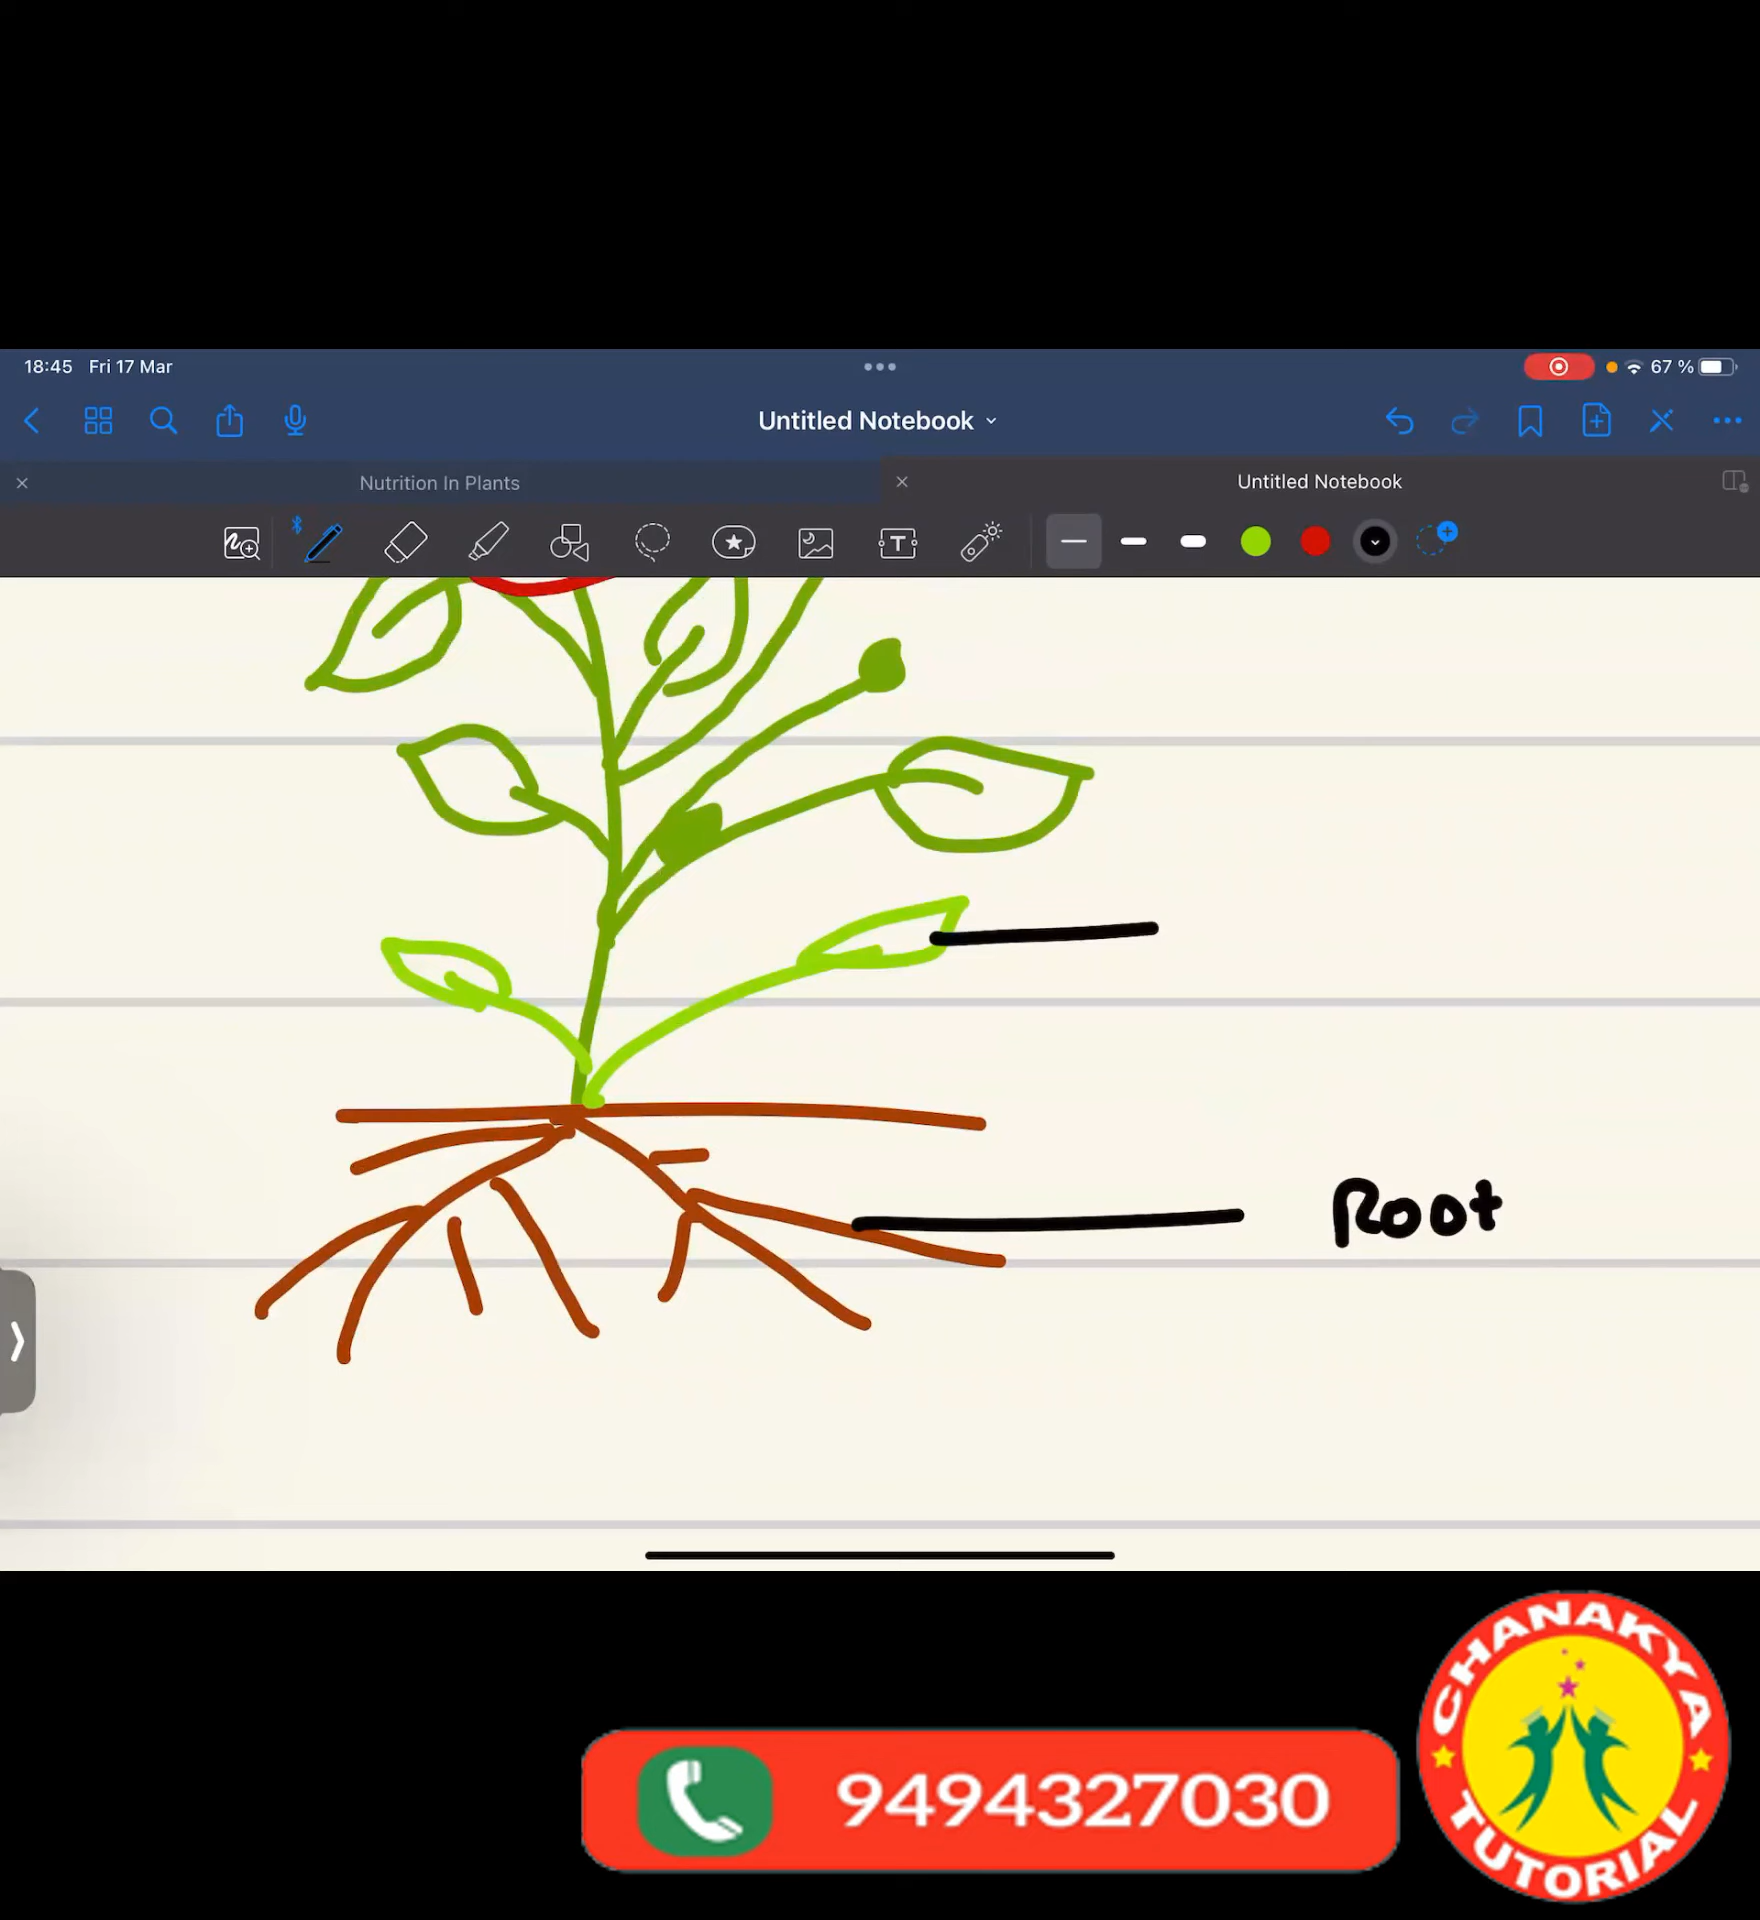 18:45 Fri 17 Mar
67 %
Untitled Notebook
Nutrition In Plants
Untitled Notebook
T
Root
CHANAKYA
TUTORIAL
9494327030